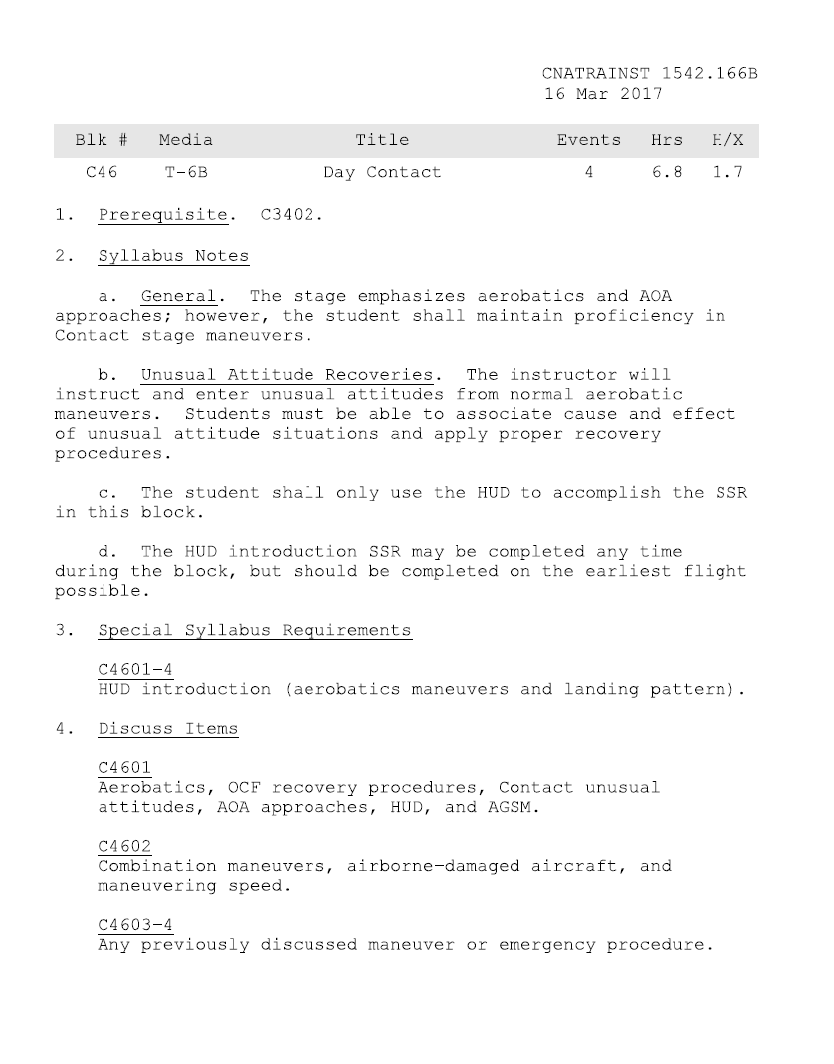 CNATRAINST 1542.166B
16 Mar 2017
Blk # Media Title Events Hrs H/X
C46 T-6B Day Contact 4 6.8 1.7
1. Prerequisite. C3402.
2. Syllabus Notes
a. General. The stage emphasizes aerobatics and AOA
approaches; however, the student shall maintain proficiency in
Contact stage maneuvers.
b. Unusual Attitude Recoveries. The instructor will
instruct and enter unusual attitudes from normal aerobatic
maneuvers. Students must be able to associate cause and effect
of unusual attitude situations and apply proper recovery
procedures.
c. The student shall only use the HUD to accomplish the SSR
in this block.
d. The HUD introduction SSR may be completed any time
during the block, but should be completed on the earliest flight
possible.
3. Special Syllabus Requirements
C4601-4
HUD introduction (aerobatics maneuvers and landing pattern).
4. Discuss Items
C4601
Aerobatics, OCF recovery procedures, Contact unusual
attitudes, AOA approaches, HUD, and AGSM.
C4602
Combination maneuvers, airborne-damaged aircraft, and
maneuvering speed.
C4603-4
Any previously discussed maneuver or emergency procedure.